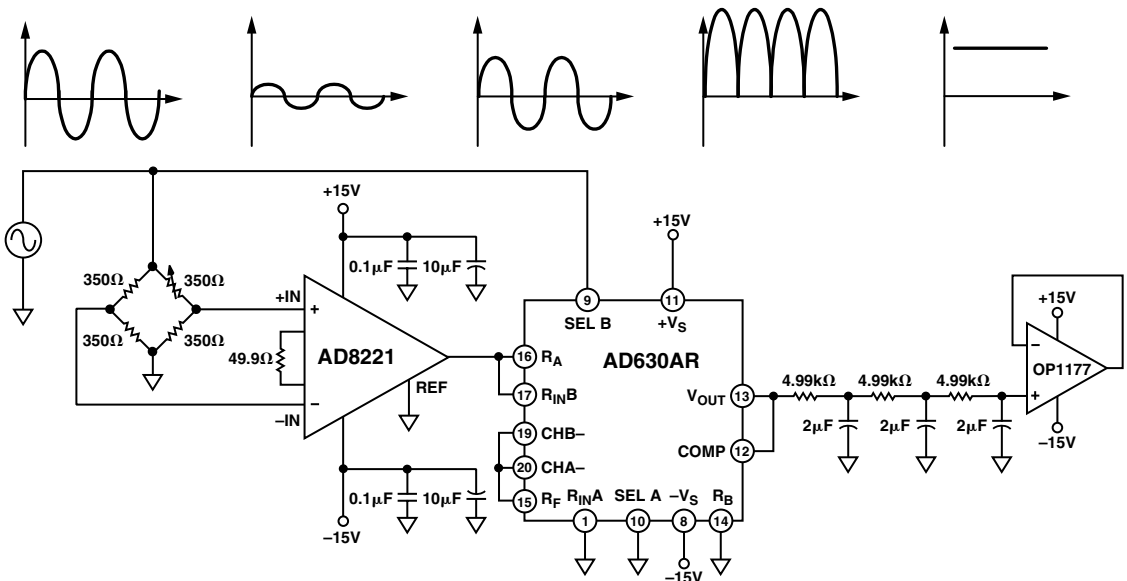 +15V
+15V
350Ω 350Ω
350Ω 350Ω
0.1µF 10µF
+IN
+
49.9Ω
AD8221
REF
–
–IN
0.1µF 10µF
–15V
9
SEL B
11
+VS
AD630AR
16 RA
17 RINB
19 CHB–
20 CHA–
15 RF
VOUT 13
COMP 12
RINA SEL A –VS RB
1 10 8 14
–15V
4.99kΩ 4.99kΩ 4.99kΩ
2µF 2µF 2µF
+15V
–
OP1177
+
–15V